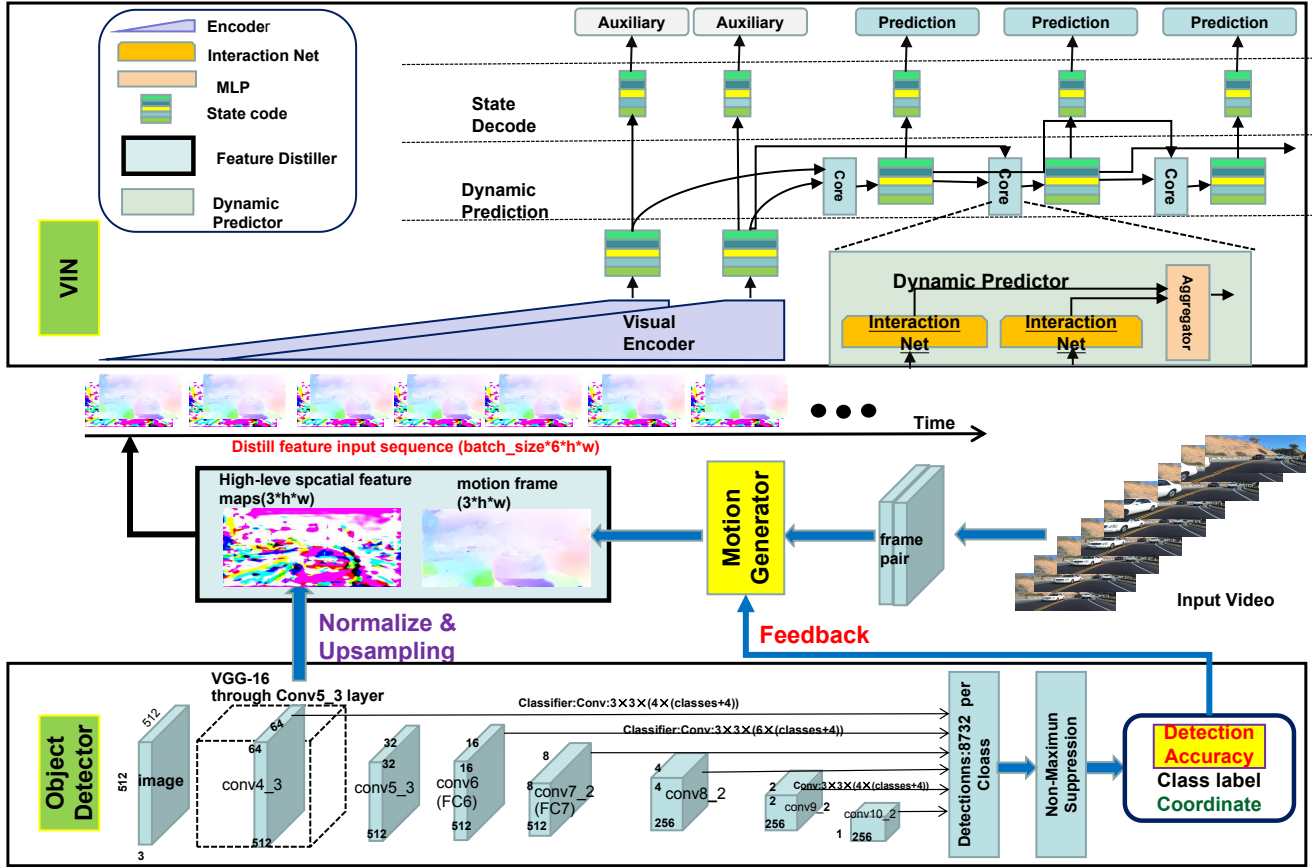 Encoder
Interaction Net
MLP
State code
Feature Distiller
Dynamic
Predictor
VIN
Auxiliary
Auxiliary
Prediction
Prediction
Prediction
State
Decode
Dynamic
Prediction
Core
Core
Core
Visual
Encoder
Dynamic Predictor
Interaction
Net
Interaction
Net
Aggregator
Time
Distill feature input sequence (batch_size*6*h*w)
High-leve spcatial feature
maps(3*h*w)
motion frame
(3*h*w)
Motion
Generator
frame
pair
Input Video
Normalize &
Upsampling
Feedback
Object
Detector
VGG-16
through Conv5_3 layer
512
512
image
3
64
64
conv4_3
512
32
32
conv5_3
512
16
16
conv6
(FC6)
512
8
8
conv7_2
(FC7)
512
4
4
conv8_2
256
2
2
conv9_2
256
conv10_2
1
256
Classifier:Conv:3×3×(4×(classes+4))
Classifier:Conv:3×3×(6×(classes+4))
Conv:3×3×(4×(classes+4))
Detectionns:8732 per
Cloass
Non-Maximun
Suppression
Detection
Accuracy
Class label
Coordinate